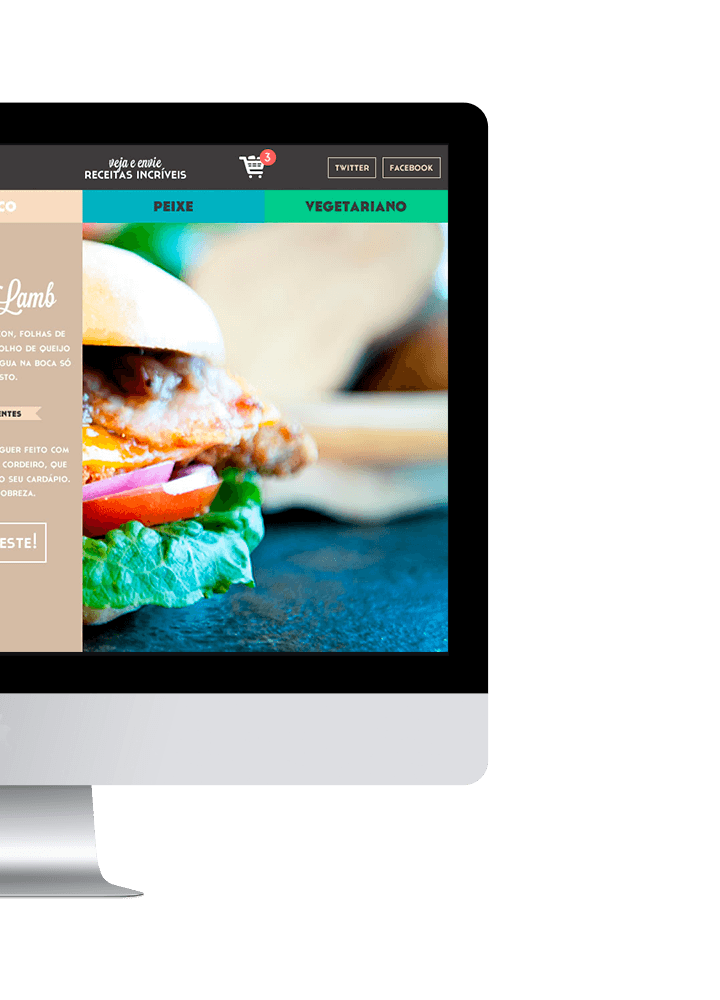 veja e envie
RECEITAS INCRÍVEIS
3
TWITTER
FACEBOOK
CO
PEIXE
VEGETARIANO
Lamb
ON, FOLHAS DE
OLHO DE QUEIJO
GUA NA BOCA SÓ
STO.
ENTES
GUER FEITO COM
CORDEIRO, QUE
O SEU CARDÁPIO.
OBREZA.
ESTE!